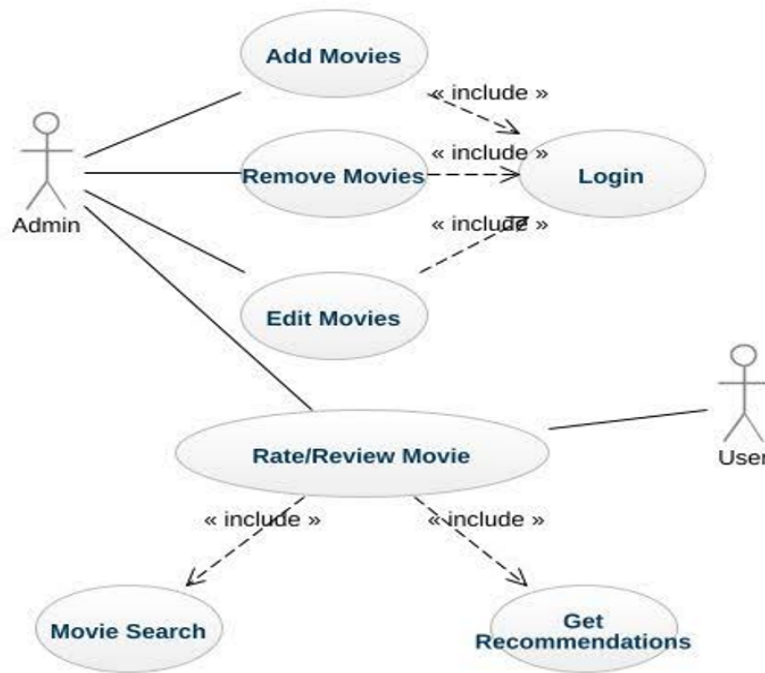 Add Movies
« include »
« include »
Remove Movies
Login
Admin
« include »
Edit Movies
Rate/Review Movie
User
« include »
« include »
Movie Search
Get
Recommendations